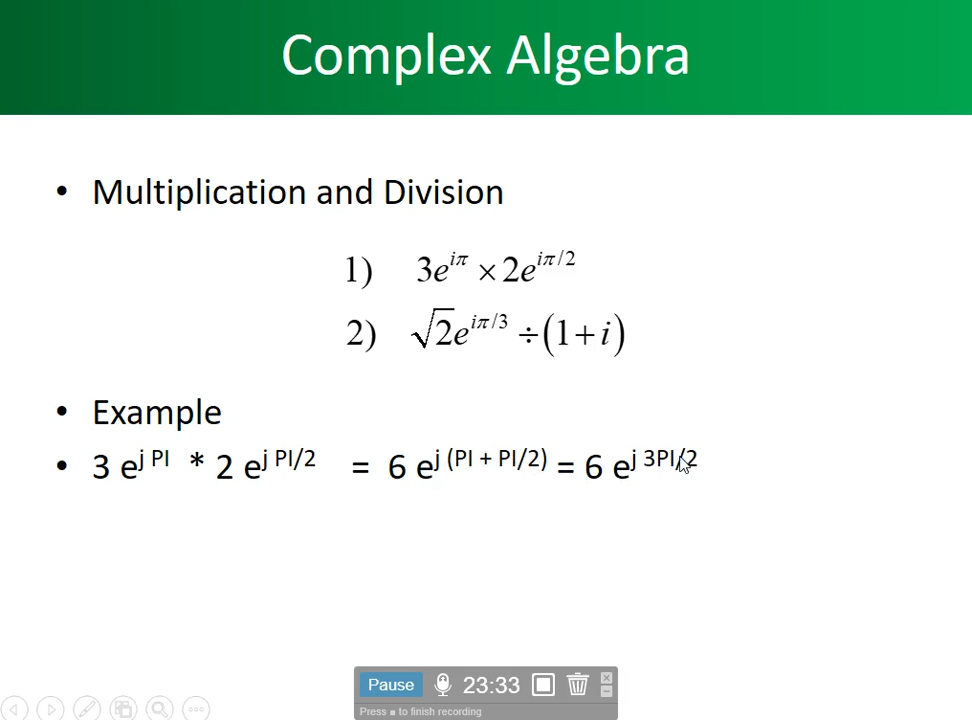 Complex Algebra
• Multiplication and Division
1) 3e^{iπ} × 2e^{iπ/2}
2) √2e^{iπ/3} ÷ (1 + i)
• Example
• 3 e^{j PI} * 2 e^{j PI/2} = 6 e^{j (PI + PI/2)} = 6 e^{j 3PI/2}
Pause 23:33
Press ■ to finish recording